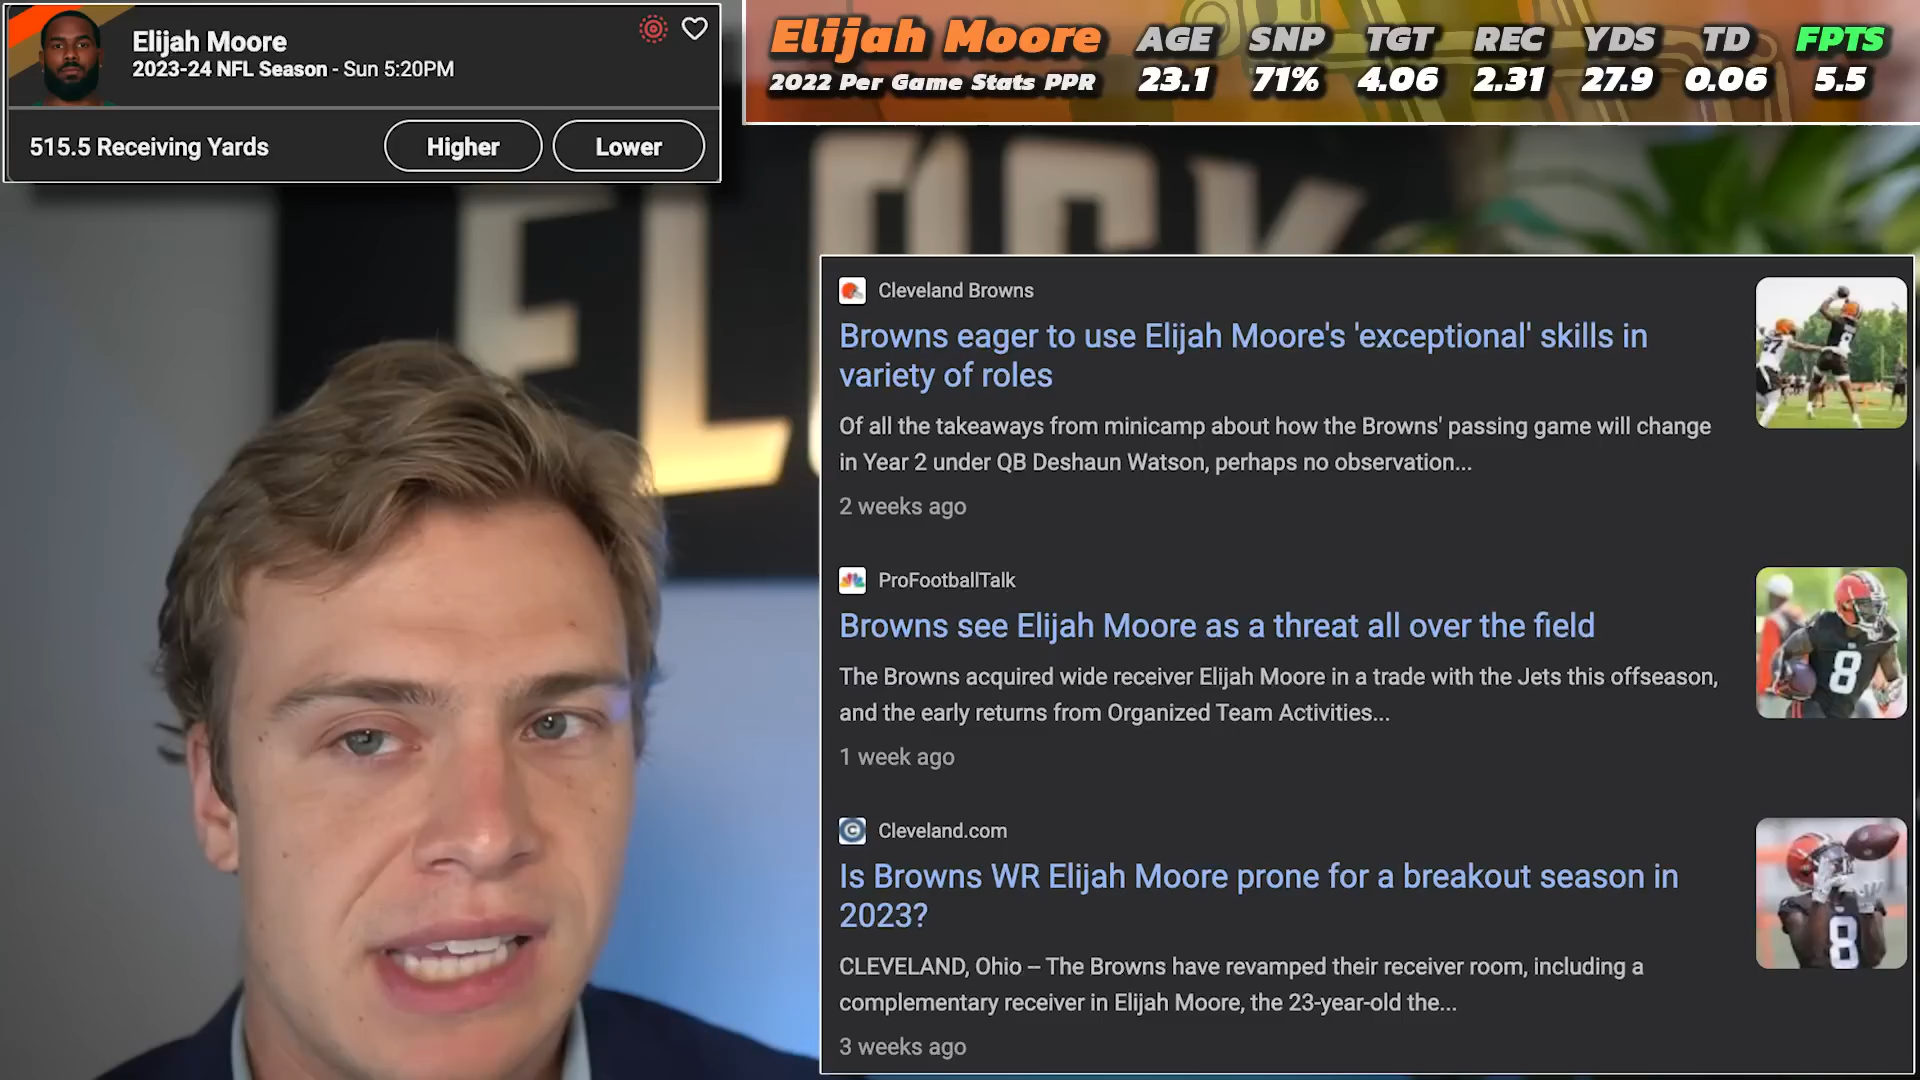 Elijah Moore
2023-24 NFL Season - Sun 5:20PM
515.5 Receiving Yards
Higher
Lower
Elijah Moore
2022 Per Game Stats PPR
AGE SNP TGT REC YDS TD FPTS
23.1 71% 4.06 2.31 27.9 0.06 5.5
FLOCK
Cleveland Browns
Browns eager to use Elijah Moore's 'exceptional' skills in
variety of roles
Of all the takeaways from minicamp about how the Browns' passing game will change
in Year 2 under QB Deshaun Watson, perhaps no observation...
2 weeks ago
ProFootballTalk
Browns see Elijah Moore as a threat all over the field
The Browns acquired wide receiver Elijah Moore in a trade with the Jets this offseason,
and the early returns from Organized Team Activities...
1 week ago
8
Cleveland.com
Is Browns WR Elijah Moore prone for a breakout season in
2023?
CLEVELAND, Ohio – The Browns have revamped their receiver room, including a
complementary receiver in Elijah Moore, the 23-year-old the...
3 weeks ago
8